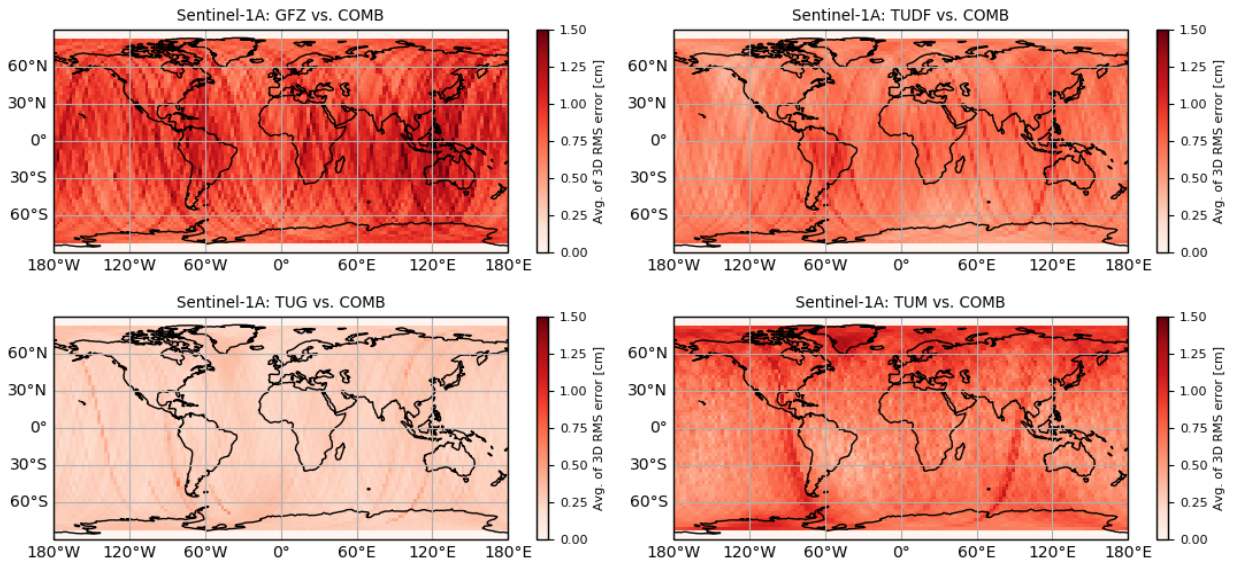 Sentinel-1A: GFZ vs. COMB
60°N
30°N
0°
30°S
60°S
180°W 120°W 60°W 0° 60°E 120°E 180°E
1.50
1.25
1.00
0.75
0.50
0.25
0.00
Avg. of 3D RMS error [cm]
Sentinel-1A: TUDF vs. COMB
60°N
30°N
0°
30°S
60°S
180°W 120°W 60°W 0° 60°E 120°E 180°E
1.50
1.25
1.00
0.75
0.50
0.25
0.00
Avg. of 3D RMS error [cm]
Sentinel-1A: TUG vs. COMB
60°N
30°N
0°
30°S
60°S
180°W 120°W 60°W 0° 60°E 120°E 180°E
1.50
1.25
1.00
0.75
0.50
0.25
0.00
Avg. of 3D RMS error [cm]
Sentinel-1A: TUM vs. COMB
60°N
30°N
0°
30°S
60°S
180°W 120°W 60°W 0° 60°E 120°E 180°E
1.50
1.25
1.00
0.75
0.50
0.25
0.00
Avg. of 3D RMS error [cm]